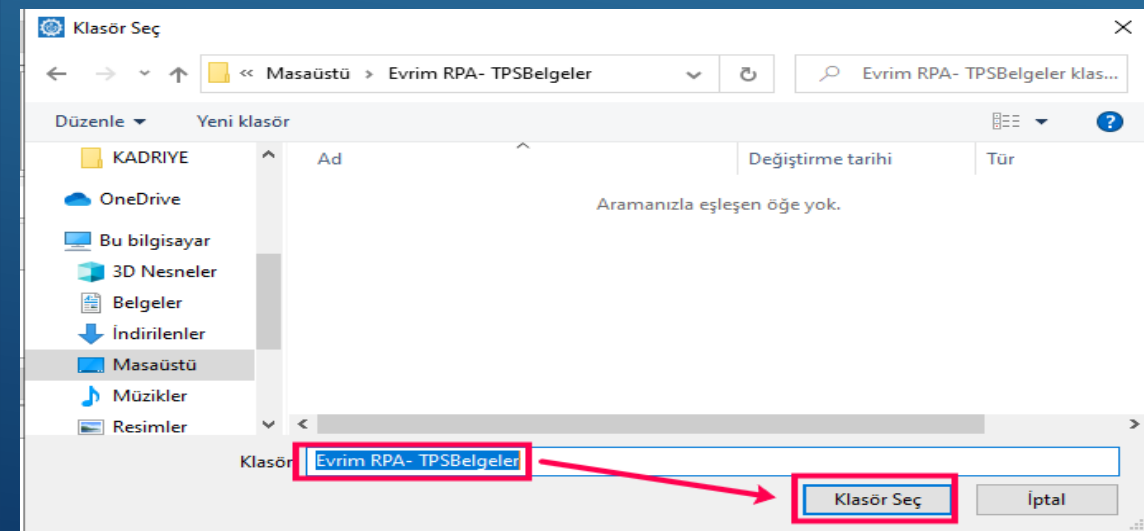 Klasör Seç
« Masaüstü › Evrim RPA- TPSBelgeler
Evrim RPA- TPSBelgeler klas...
Düzenle
Yeni klasör
KADRIYE
OneDrive
Bu bilgisayar
3D Nesneler
Belgeler
İndirilenler
Masaüstü
Müzikler
Resimler
Ad
Değiştirme tarihi
Tür
Aramanızla eşleşen öğe yok.
Klasör
Evrim RPA- TPSBelgeler
Klasör Seç
İptal